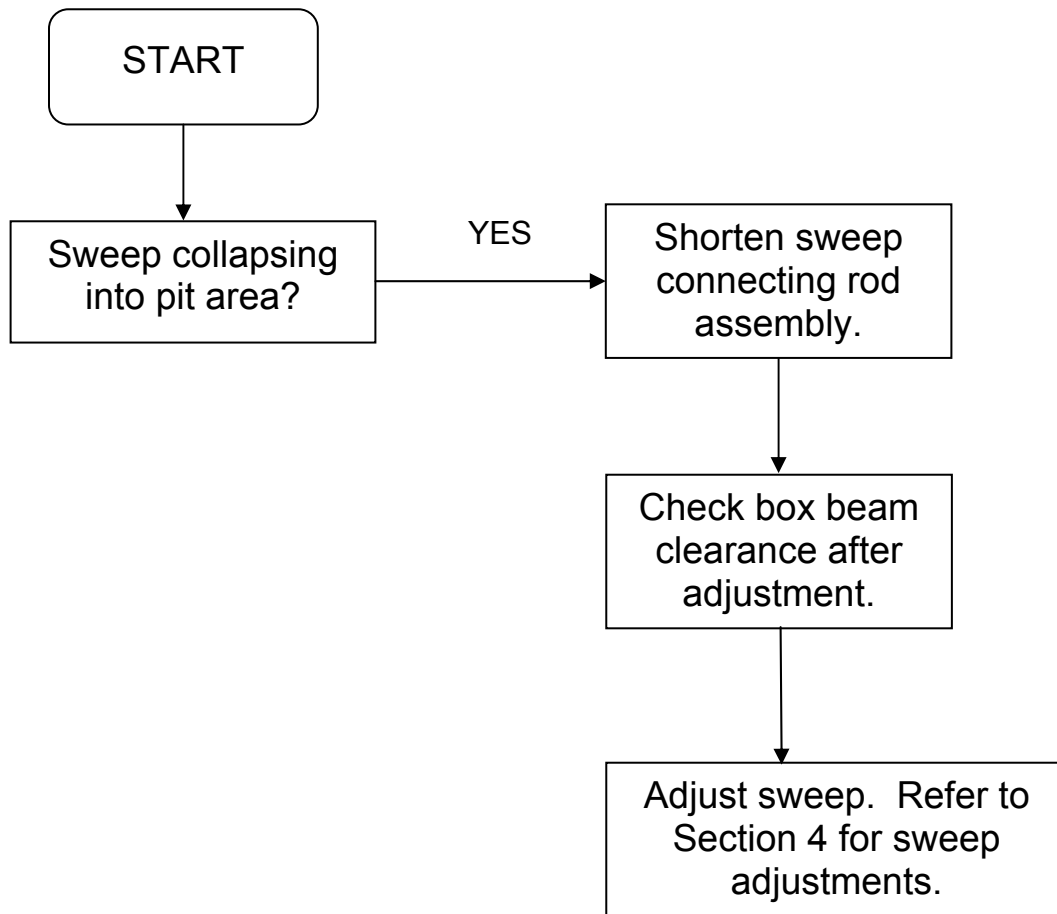 START
Sweep collapsing
into pit area?
YES
Shorten sweep
connecting rod
assembly.
Check box beam
clearance after
adjustment.
Adjust sweep.  Refer to
Section 4 for sweep
adjustments.